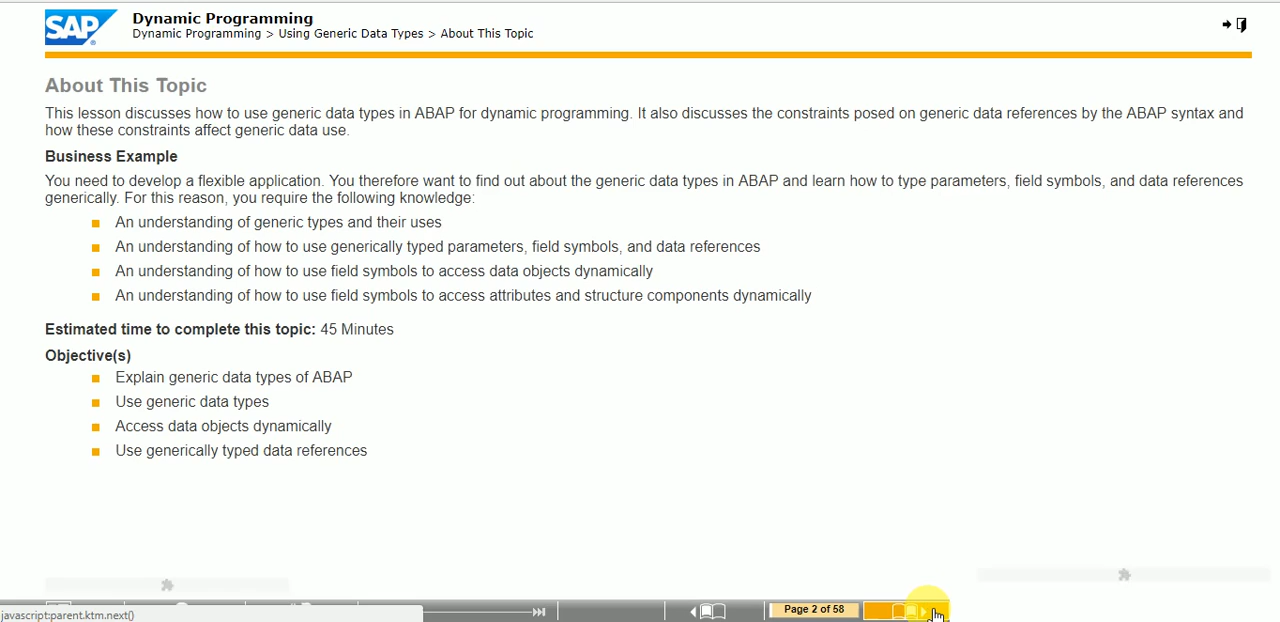 SAP
Dynamic Programming
Dynamic Programming > Using Generic Data Types > About This Topic
About This Topic
This lesson discusses how to use generic data types in ABAP for dynamic programming. It also discusses the constraints posed on generic data references by the ABAP syntax and
how these constraints affect generic data use.
Business Example
You need to develop a flexible application. You therefore want to find out about the generic data types in ABAP and learn how to type parameters, field symbols, and data references
generically. For this reason, you require the following knowledge:
An understanding of generic types and their uses
An understanding of how to use generically typed parameters, field symbols, and data references
An understanding of how to use field symbols to access data objects dynamically
An understanding of how to use field symbols to access attributes and structure components dynamically
Estimated time to complete this topic: 45 Minutes
Objective(s)
Explain generic data types of ABAP
Use generic data types
Access data objects dynamically
Use generically typed data references
Page 2 of 58
javascript:parent.ktm.next()